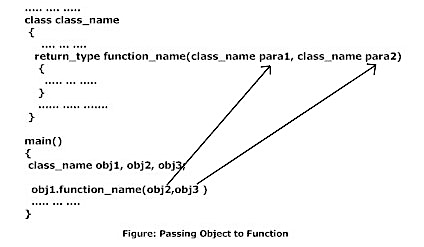 ..... .... .....
class class_name
{
.... ... ....
return_type function_name(class_name para1, class_name para2)
{
..... ... .....
}
...... ..... .......
}
main()
{
class_name obj1, obj2, obj3;
obj1.function_name(obj2,obj3 )
..... ... ....
}
Figure: Passing Object to Function